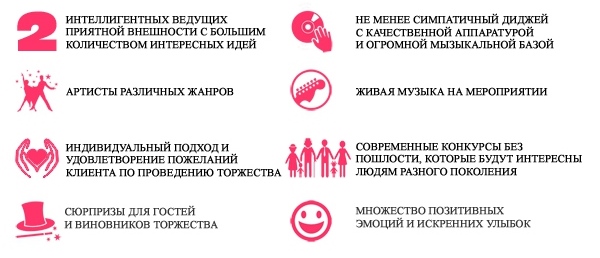 2
ИНТЕЛЛИГЕНТНЫХ ВЕДУЩИХ
ПРИЯТНОЙ ВНЕШНОСТИ С БОЛЬШИМ
КОЛИЧЕСТВОМ ИНТЕРЕСНЫХ ИДЕЙ
НЕ МЕНЕЕ СИМПАТИЧНЫЙ ДИДЖЕЙ
С КАЧЕСТВЕННОЙ АППАРАТУРОЙ
И ОГРОМНОЙ МУЗЫКАЛЬНОЙ БАЗОЙ
АРТИСТЫ РАЗЛИЧНЫХ ЖАНРОВ
ЖИВАЯ МУЗЫКА НА МЕРОПРИЯТИИ
ИНДИВИДУАЛЬНЫЙ ПОДХОД И
УДОВЛЕТВОРЕНИЕ ПОЖЕЛАНИЙ
КЛИЕНТА ПО ПРОВЕДЕНИЮ ТОРЖЕСТВА
СОВРЕМЕННЫЕ КОНКУРСЫ БЕЗ
ПОШЛОСТИ, КОТОРЫЕ БУДУТ ИНТЕРЕСНЫ
ЛЮДЯМ РАЗНОГО ПОКОЛЕНИЯ
СЮРПРИЗЫ ДЛЯ ГОСТЕЙ
И ВИНОВНИКОВ ТОРЖЕСТВА
МНОЖЕСТВО ПОЗИТИВНЫХ
ЭМОЦИЙ И ИСКРЕННИХ УЛЫБОК